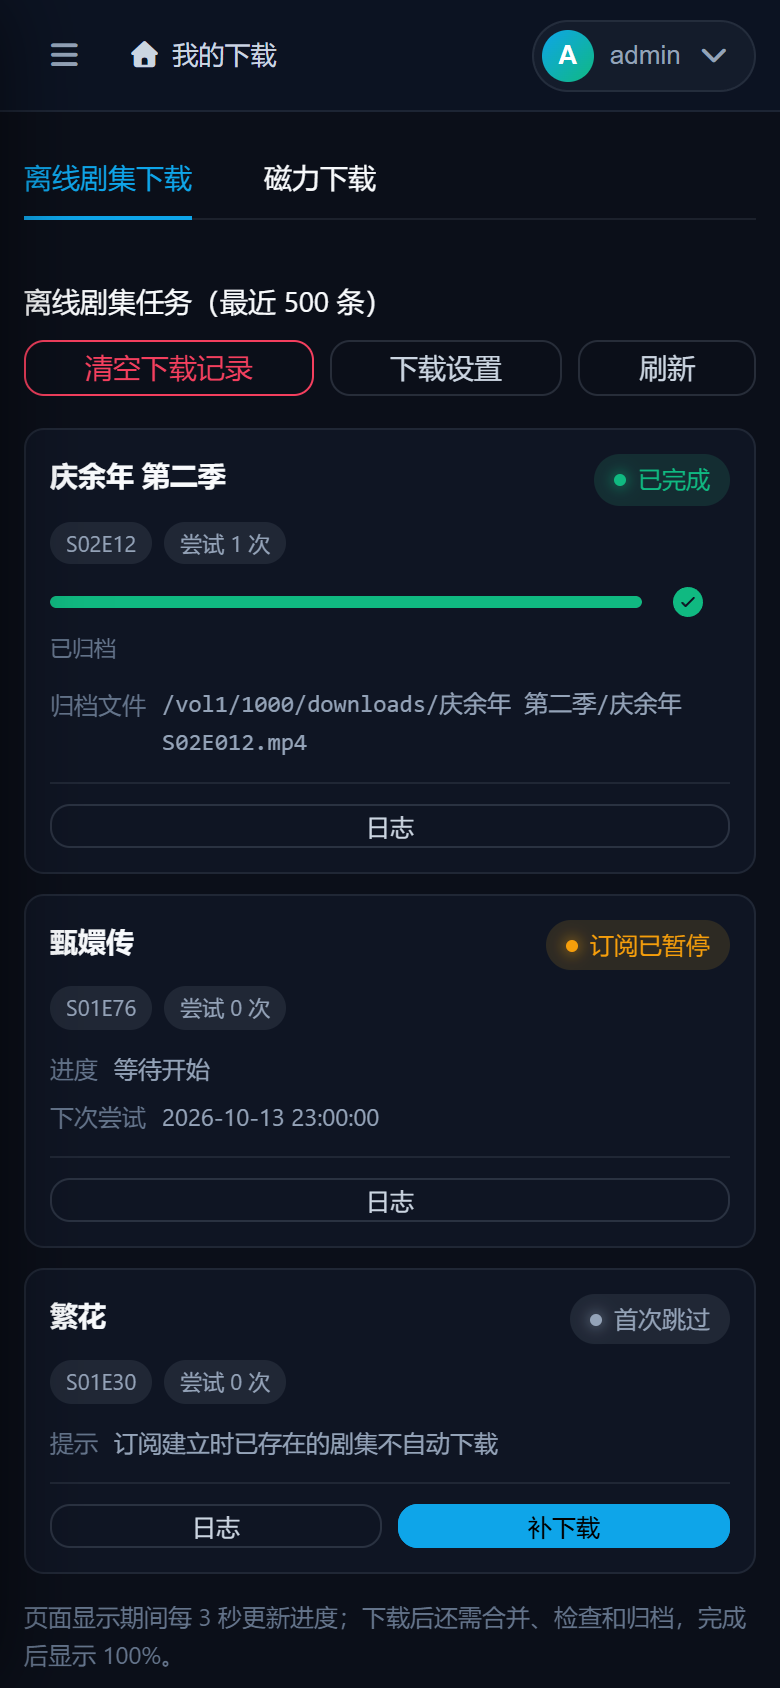 我的下载
A admin
离线剧集下载 磁力下载
离线剧集任务（最近 500 条）
清空下载记录 下载设置 刷新
庆余年 第二季 已完成
S02E12 尝试 1 次
已归档
归档文件 /vol1/1000/downloads/庆余年 第二季/庆余年
S02E012.mp4
日志
甄嬛传 订阅已暂停
S01E76 尝试 0 次
进度 等待开始
下次尝试 2026-10-13 23:00:00
日志
繁花 首次跳过
S01E30 尝试 0 次
提示 订阅建立时已存在的剧集不自动下载
日志 补下载
页面显示期间每 3 秒更新进度；下载后还需合并、检查和归档，完成
后显示 100%。